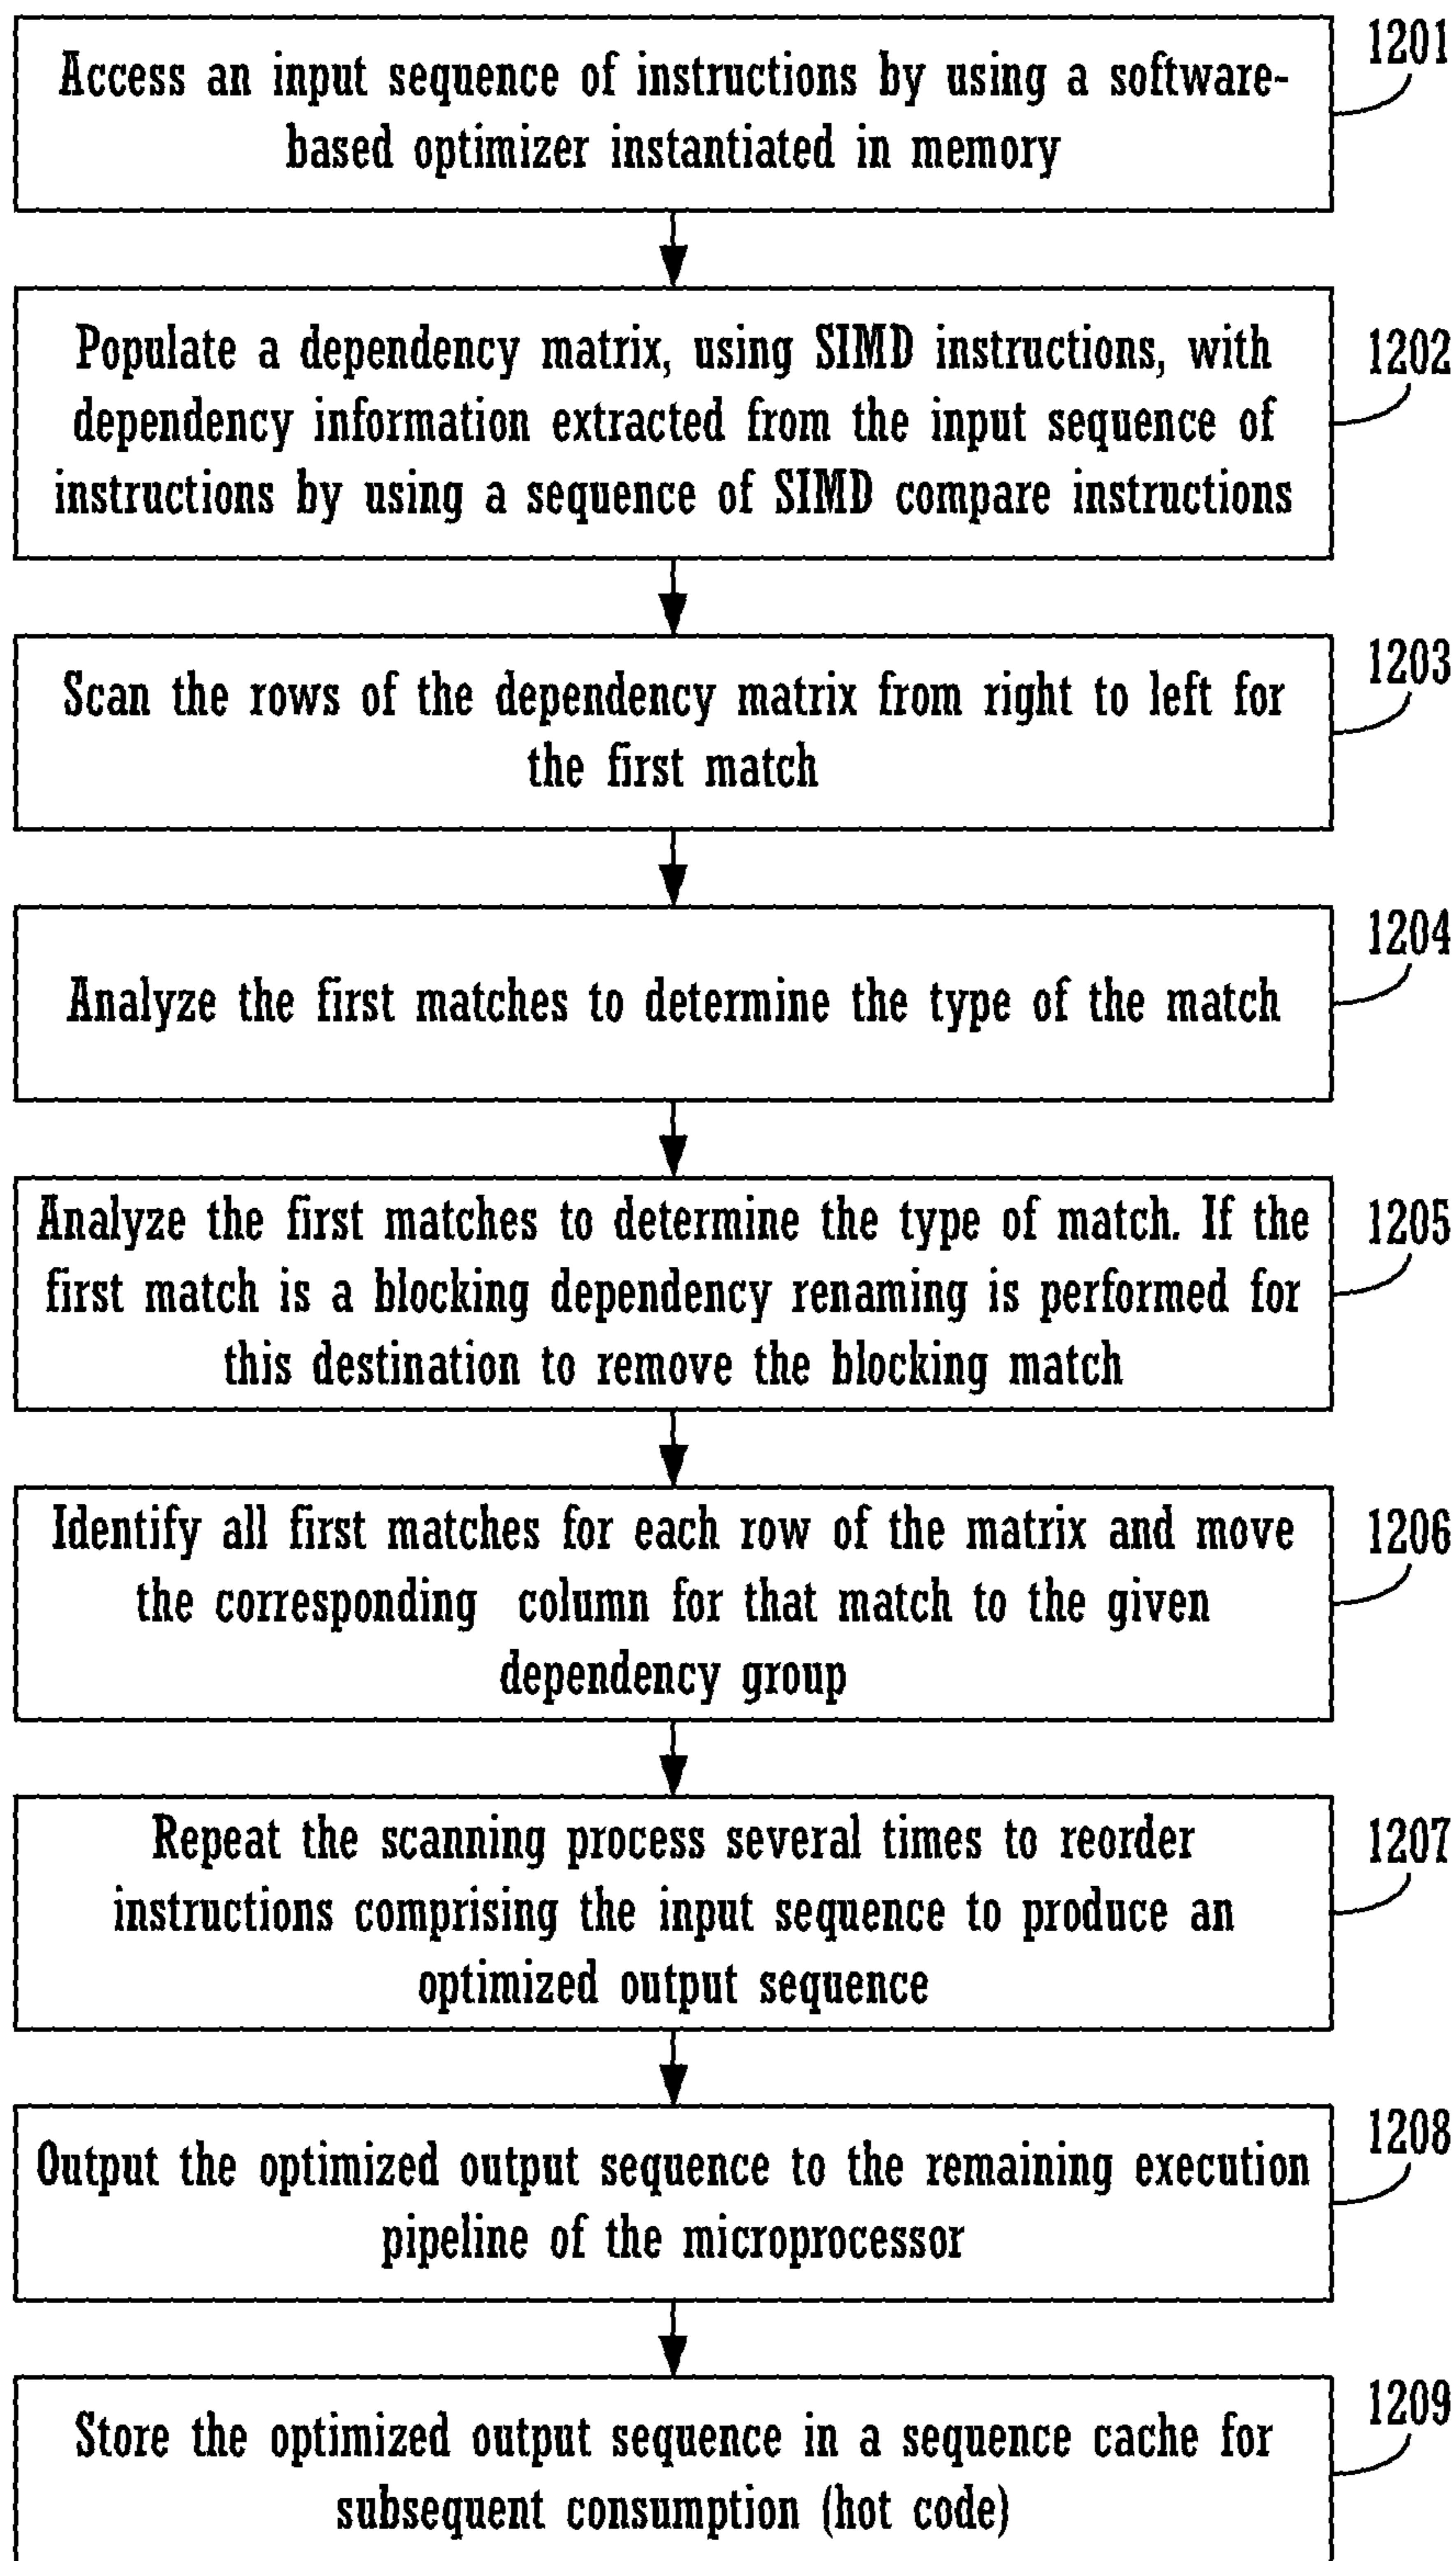 Access an input sequence of instructions by using a software-
based optimizer instantiated in memory
1201
Populate a dependency matrix, using SIMD instructions, with
dependency information extracted from the input sequence of
instructions by using a sequence of SIMD compare instructions
1202
Scan the rows of the dependency matrix from right to left for
the first match
1203
Analyze the first matches to determine the type of the match
1204
Analyze the first matches to determine the type of match. If the
first match is a blocking dependency renaming is performed for
this destination to remove the blocking match
1205
Identify all first matches for each row of the matrix and move
the corresponding column for that match to the given
dependency group
1206
Repeat the scanning process several times to reorder
instructions comprising the input sequence to produce an
optimized output sequence
1207
Output the optimized output sequence to the remaining execution
pipeline of the microprocessor
1208
Store the optimized output sequence in a sequence cache for
subsequent consumption (hot code)
1209